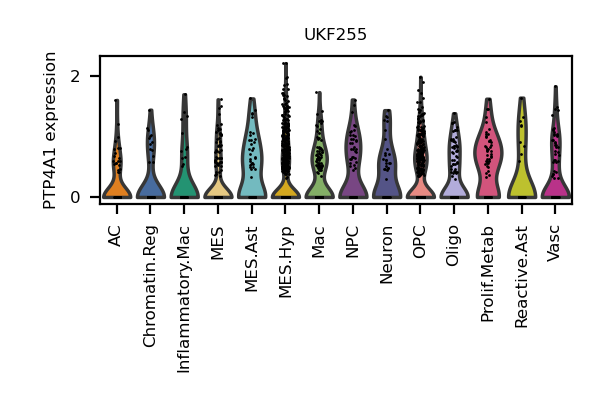 UKF255
PTP4A1 expression
2
0
AC
Chromatin.Reg
Inflammatory.Mac
MES
MES.Ast
MES.Hyp
Mac
NPC
Neuron
OPC
Oligo
Prolif.Metab
Reactive.Ast
Vasc